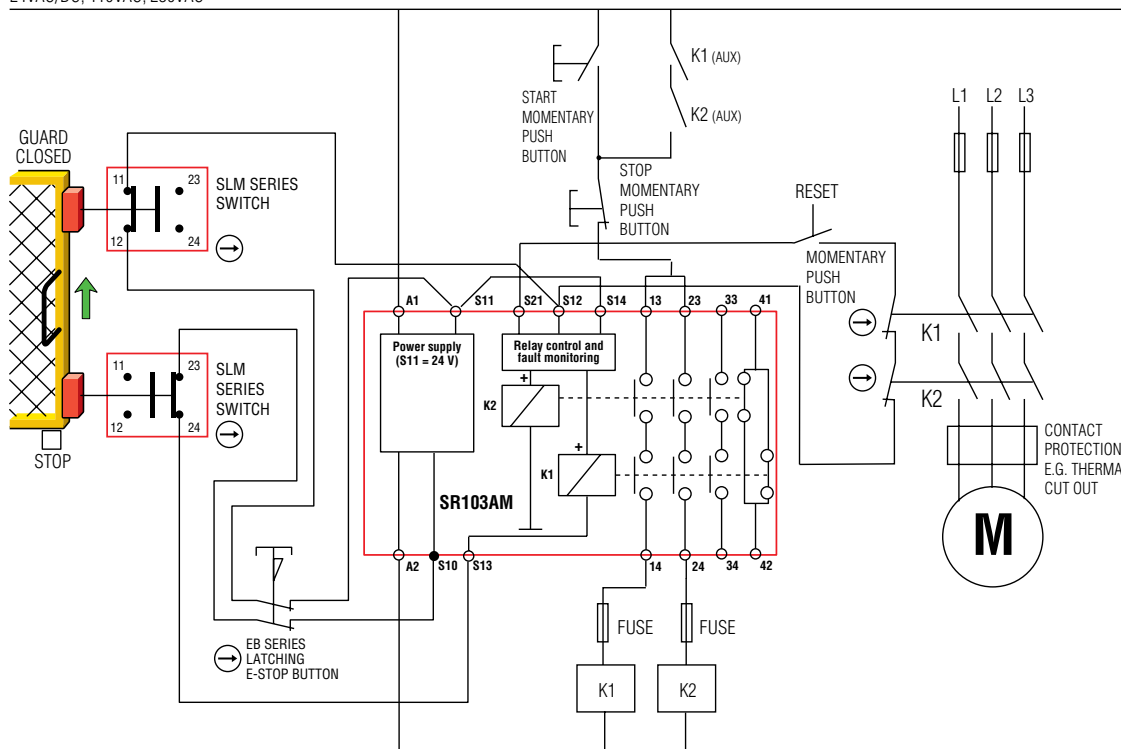 K1 (AUX)
START
MOMENTARY
PUSH
BUTTON
K2 (AUX)
L1 L2 L3
GUARD
CLOSED
11 23
12 24
SLM SERIES
SWITCH
STOP
MOMENTARY
PUSH
BUTTON
RESET
MOMENTARY
PUSH
BUTTON
A1 S11 S21 S12 S14 13 23 33 41
Power supply
(S11 = 24 V)
Relay control and
fault monitoring
K1
K2
11 23
12 24
SLM
SERIES
SWITCH
STOP
+
K2
+
K1
SR103AM
CONTACT
PROTECTION
E.G. THERMA
CUT OUT
M
A2 S10 S13 14 24 34 42
EB SERIES
LATCHING
E-STOP BUTTON
FUSE FUSE
K1 K2